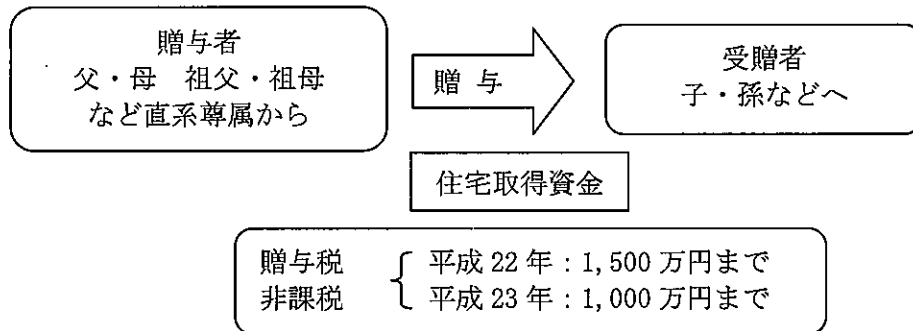 贈与者
父・母　祖父・祖母
など直系尊属から
贈 与
受贈者
子・孫などへ
住宅取得資金
贈与税
非課税
平成 22 年：1,500 万円まで
平成 23 年：1,000 万円まで